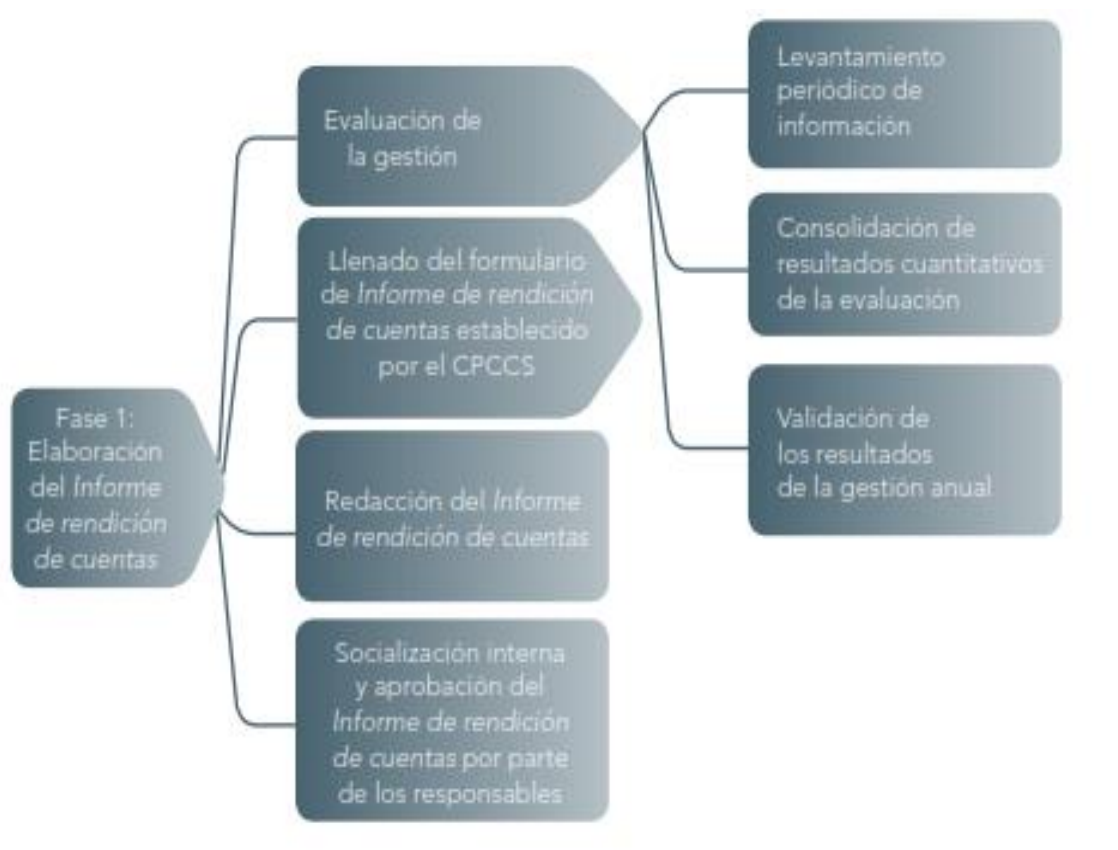 Fase 1:
Elaboración
del Informe
de rendición
de cuentas
Evaluación de
la gestión
Llenado del formulario
de Informe de rendición
de cuentas establecido
por el CPCCS
Redacción del Informe
de rendición de cuentas
Socialización interna
y aprobación del
Informe de rendición
de cuentas por parte
de los responsables
Levantamiento
periódico de
información
Consolidación de
resultados cuantitativos
de la evaluación
Validación de
los resultados
de la gestión anual